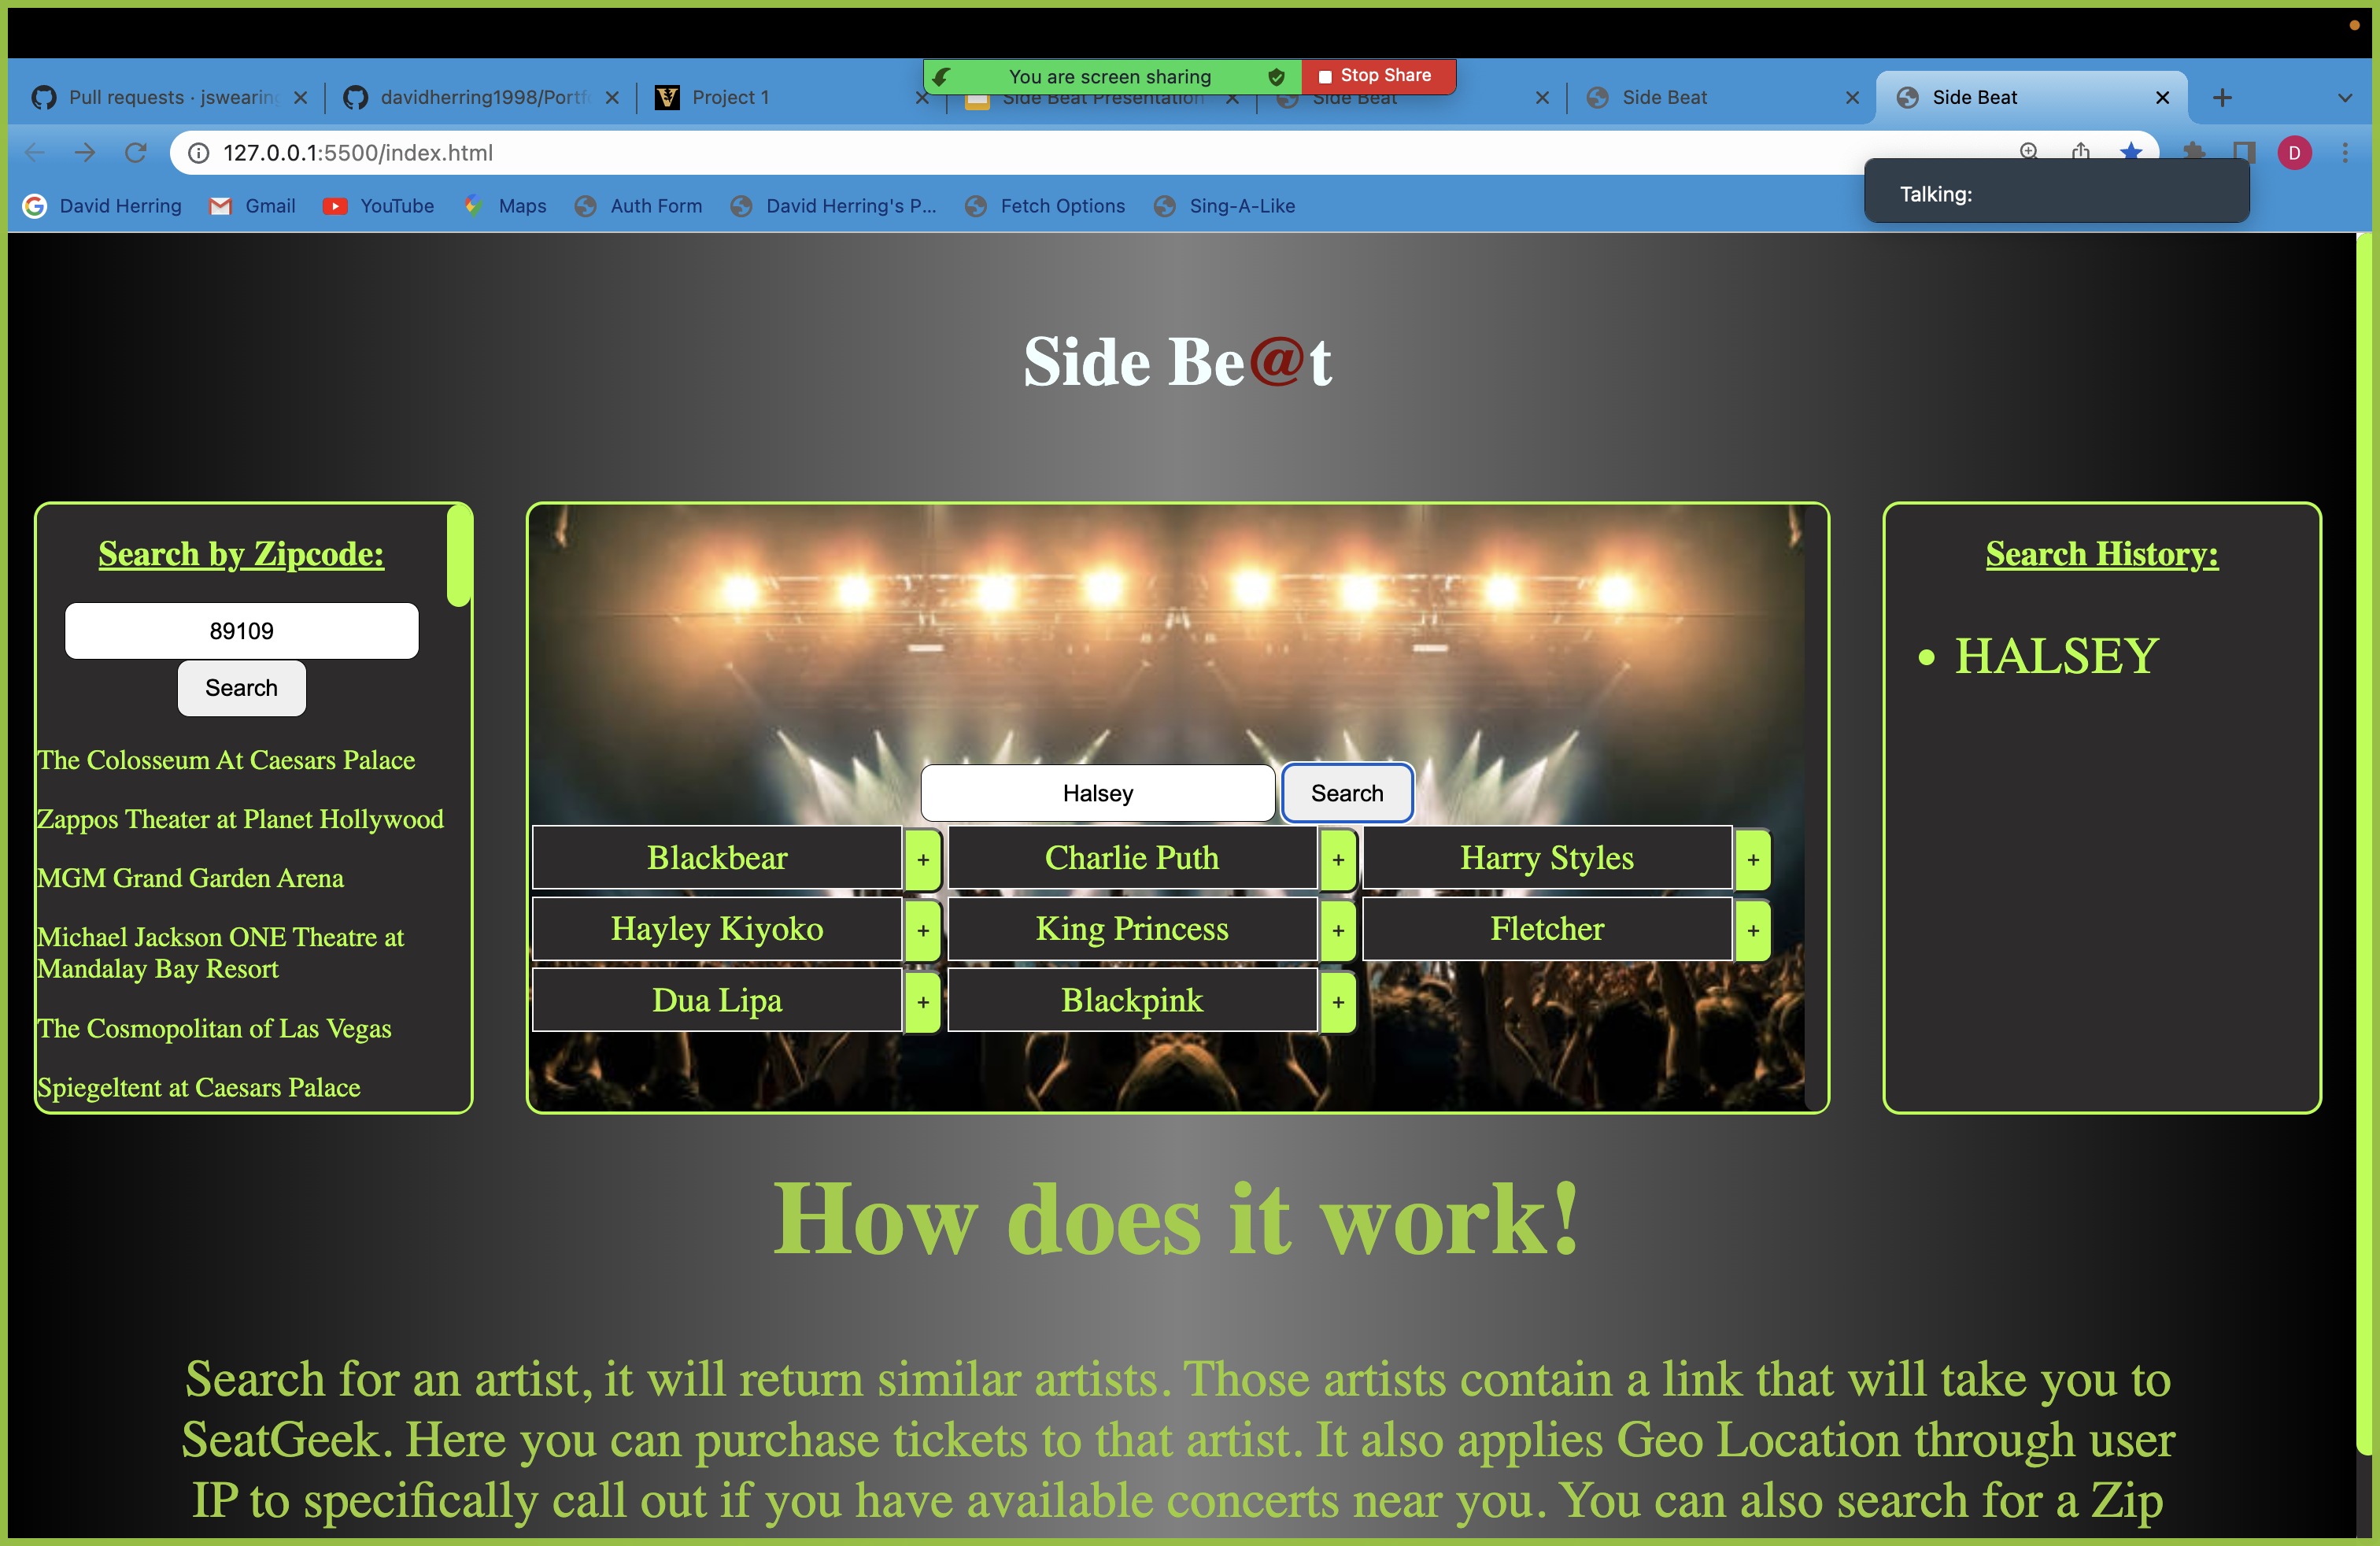 You are screen sharing
Stop Share
Pull requests · jswearing
davidherring1998/Portf
Project 1
Side Beat Presentation
Side Beat
Side Beat
Side Beat
127.0.0.1:5500/index.html
D
David Herring
Gmail
YouTube
Maps
Auth Form
David Herring's P...
Fetch Options
Sing-A-Like
Talking:
Side Be@t
Search by Zipcode:
89109
Search
The Colosseum At Caesars Palace
Zappos Theater at Planet Hollywood
MGM Grand Garden Arena
Michael Jackson ONE Theatre at
Mandalay Bay Resort
The Cosmopolitan of Las Vegas
Spiegeltent at Caesars Palace
Halsey
Search
Blackbear + Charlie Puth + Harry Styles +
Hayley Kiyoko + King Princess + Fletcher +
Dua Lipa + Blackpink +
Search History:
• HALSEY
How does it work!
Search for an artist, it will return similar artists. Those artists contain a link that will take you to
SeatGeek. Here you can purchase tickets to that artist. It also applies Geo Location through user
IP to specifically call out if you have available concerts near you. You can also search for a Zip